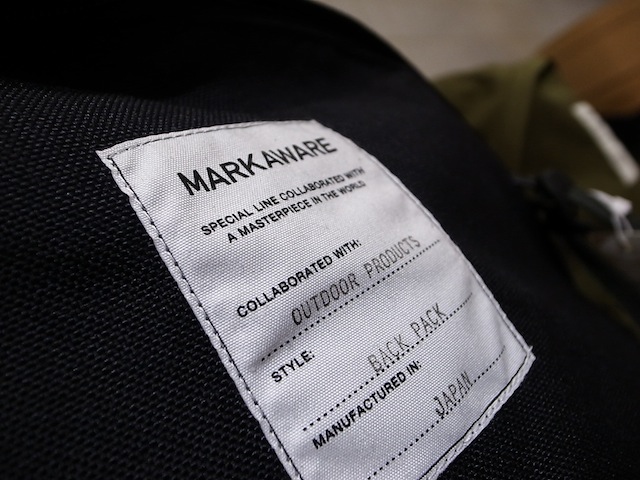 MARKAWARE
SPECIAL LINE COLLABORATED WITH
A MASTERPIECE IN THE WORLD
COLLABORATED WITH:
OUTDOOR PRODUCTS
STYLE:
BACK PACK
MANUFACTURED IN:
JAPAN